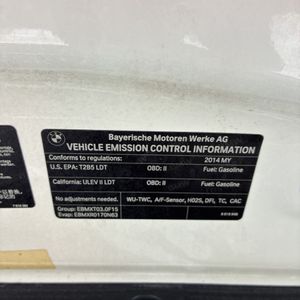 Bayerische Motoren Werke AG
VEHICLE EMISSION CONTROL INFORMATION
Conforms to regulations: 2014 MY
U.S. EPA: T2B5 LDT OBD: II Fuel: Gasoline
California: ULEV II LDT OBD: II Fuel: Gasoline
No adjustments needed. WU-TWC, A/F-Sensor, H02S, DFI, TC, CAC
Group: EBMXT03.0F15
Evap: EBMXR0170N63